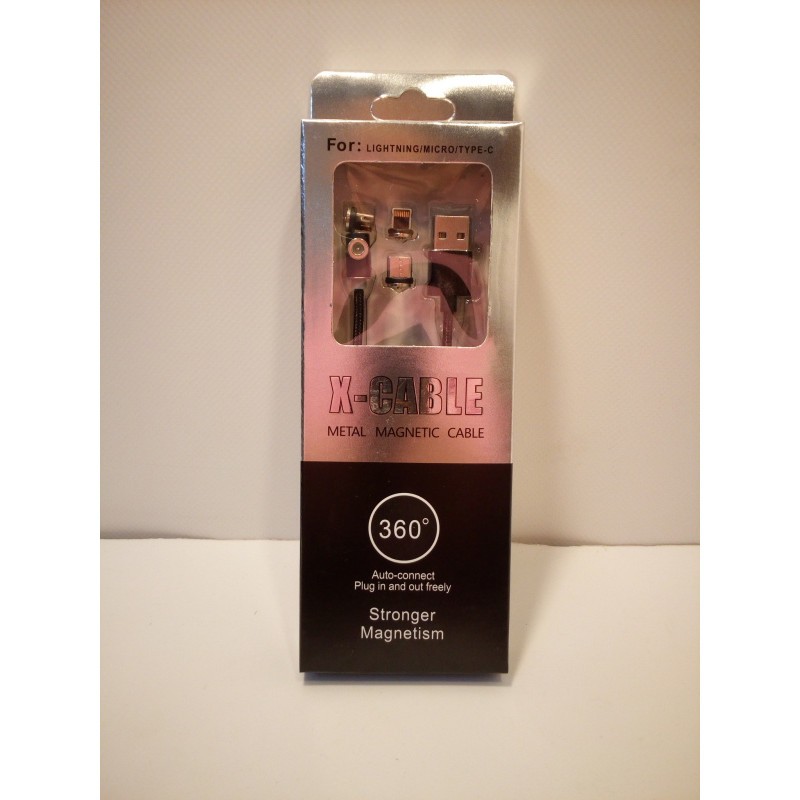 For: LIGHTNING/MICRO/TYPE-C
X-CABLE
METAL MAGNETIC CABLE
360°
Auto-connect
Plug in and out freely
Stronger
Magnetism